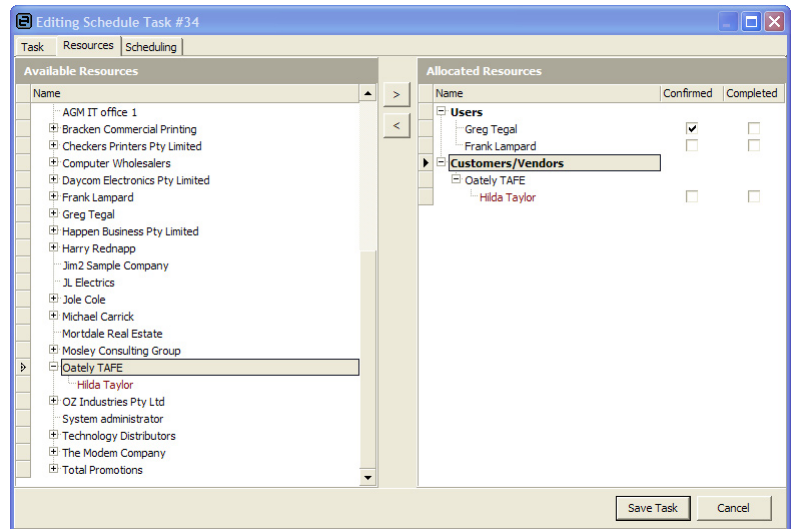 Editing Schedule Task #34
Task Resources Scheduling
Available Resources
Name
AGM IT office 1
Bracken Commercial Printing
Checkers Printers Pty Limited
Computer Wholesalers
Daycom Electronics Pty Limited
Frank Lampard
Greg Tegal
Happen Business Pty Limited
Harry Rednapp
Jim2 Sample Company
JL Electrics
Jole Cole
Michael Carrick
Mortdale Real Estate
Mosley Consulting Group
Oately TAFE
Hilda Taylor
OZ Industries Pty Ltd
System administrator
Technology Distributors
The Modem Company
Total Promotions
>
<
Allocated Resources
Name Confirmed Completed
Users
Greg Tegal
Frank Lampard
Customers/Vendors
Oately TAFE
Hilda Taylor
Save Task Cancel